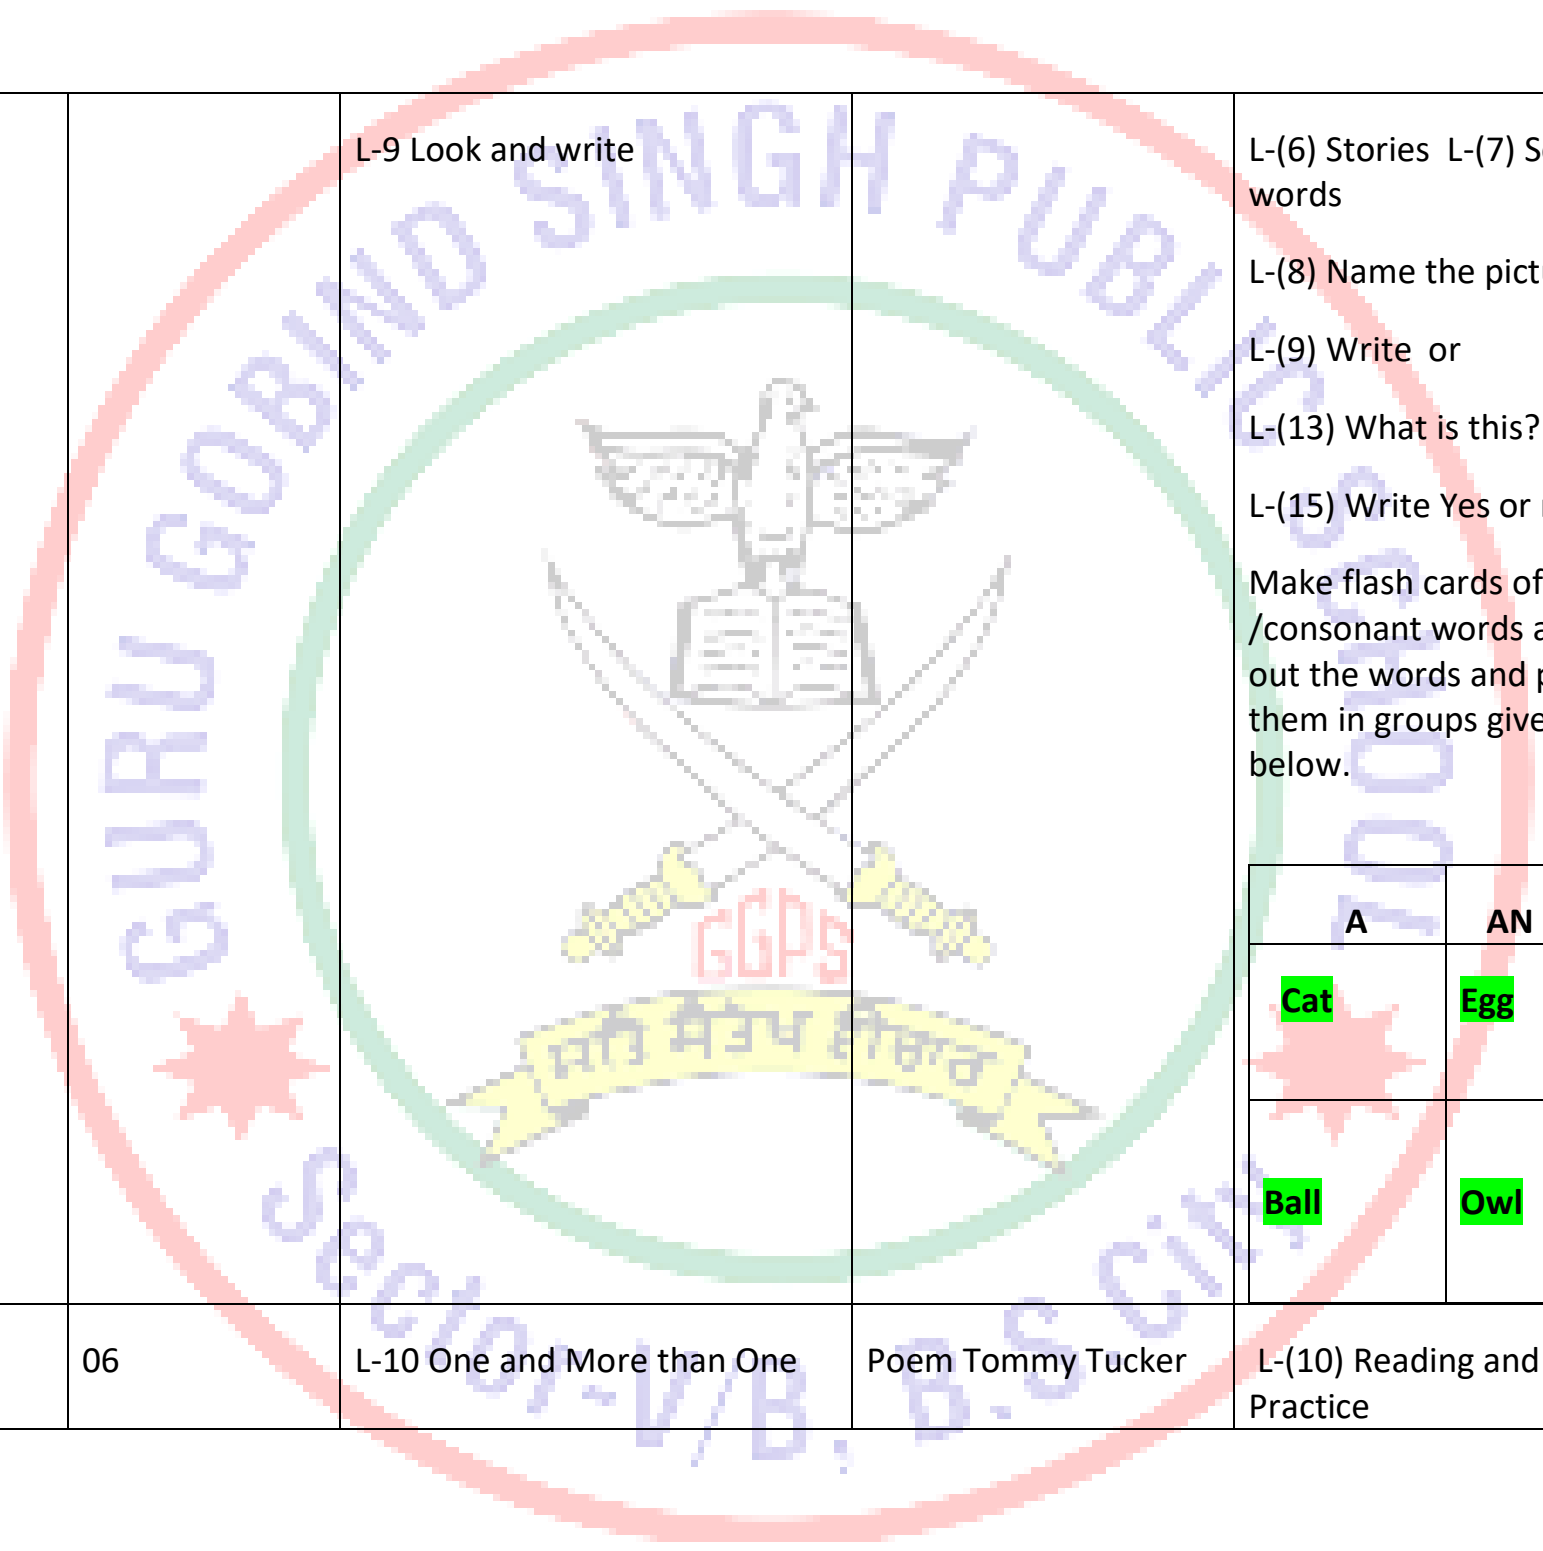 GURU GOBIND SINGH PUBLIC SCHOOL
L-9 Look and write
L-(6) Stories L-(7)
words
L-(8) Name the
L-(9) Write or
L-(13) What is this?
L-(15) Write Yes or
Make flash cards of
/consonant words
out the words and
them in groups
below.
A AN
Cat Egg
Ball Owl
GGPS
Sector-V/B, B.S.City
06
L-10 One and More than One
Poem Tommy Tucker
L-(10) Reading and
Practice